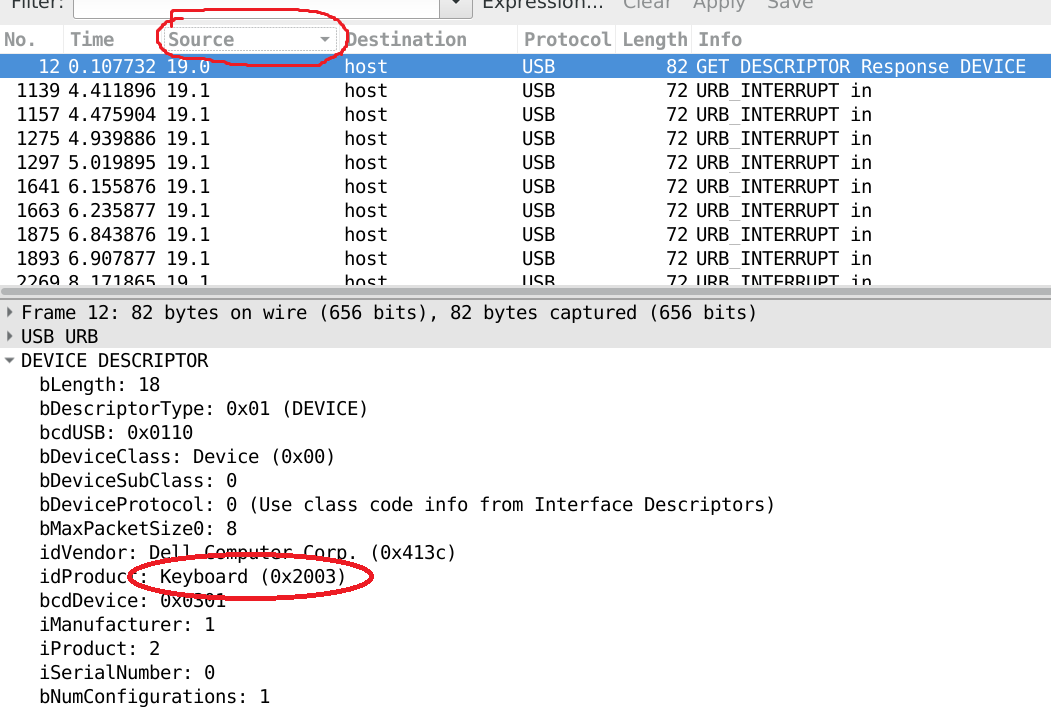 Filter: Expression... Clear Apply Save
No. Time Source Destination Protocol Length Info
12 0.107732 19.0 host USB 82 GET DESCRIPTOR Response DEVICE
1139 4.411896 19.1 host USB 72 URB_INTERRUPT in
1157 4.475904 19.1 host USB 72 URB_INTERRUPT in
1275 4.939886 19.1 host USB 72 URB_INTERRUPT in
1297 5.019895 19.1 host USB 72 URB_INTERRUPT in
1641 6.155876 19.1 host USB 72 URB_INTERRUPT in
1663 6.235877 19.1 host USB 72 URB_INTERRUPT in
1875 6.843876 19.1 host USB 72 URB_INTERRUPT in
1893 6.907877 19.1 host USB 72 URB_INTERRUPT in
2269 8.171865 19.1 host USB 72 URB_INTERRUPT in
Frame 12: 82 bytes on wire (656 bits), 82 bytes captured (656 bits)
USB URB
DEVICE DESCRIPTOR
bLength: 18
bDescriptorType: 0x01 (DEVICE)
bcdUSB: 0x0110
bDeviceClass: Device (0x00)
bDeviceSubClass: 0
bDeviceProtocol: 0 (Use class code info from Interface Descriptors)
bMaxPacketSize0: 8
idVendor: Dell Computer Corp. (0x413c)
idProduct: Keyboard (0x2003)
bcdDevice: 0x0301
iManufacturer: 1
iProduct: 2
iSerialNumber: 0
bNumConfigurations: 1